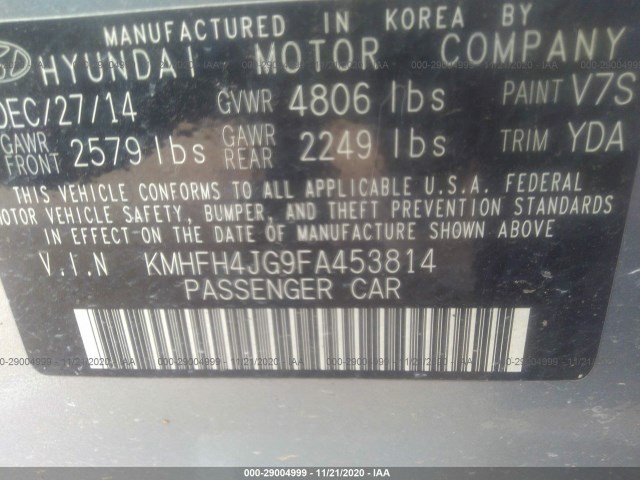 MANUFACTURED IN KOREA BY
HYUNDAI MOTOR COMPANY
DEC/27/14 GVWR 4806 lbs PAINT V7S
GAWR FRONT 2579 lbs GAWR REAR 2249 lbs TRIM YDA
THIS VEHICLE CONFORMS TO ALL APPLICABLE U.S.A. FEDERAL
MOTOR VEHICLE SAFETY, BUMPER, AND THEFT PREVENTION STANDARDS
IN EFFECT ON THE DATE OF MANUFACTURE SHOWN ABOVE
V.I.N KMHFH4JG9FA453814
PASSENGER CAR
000-29004999 - 11/21/2020 - IAA